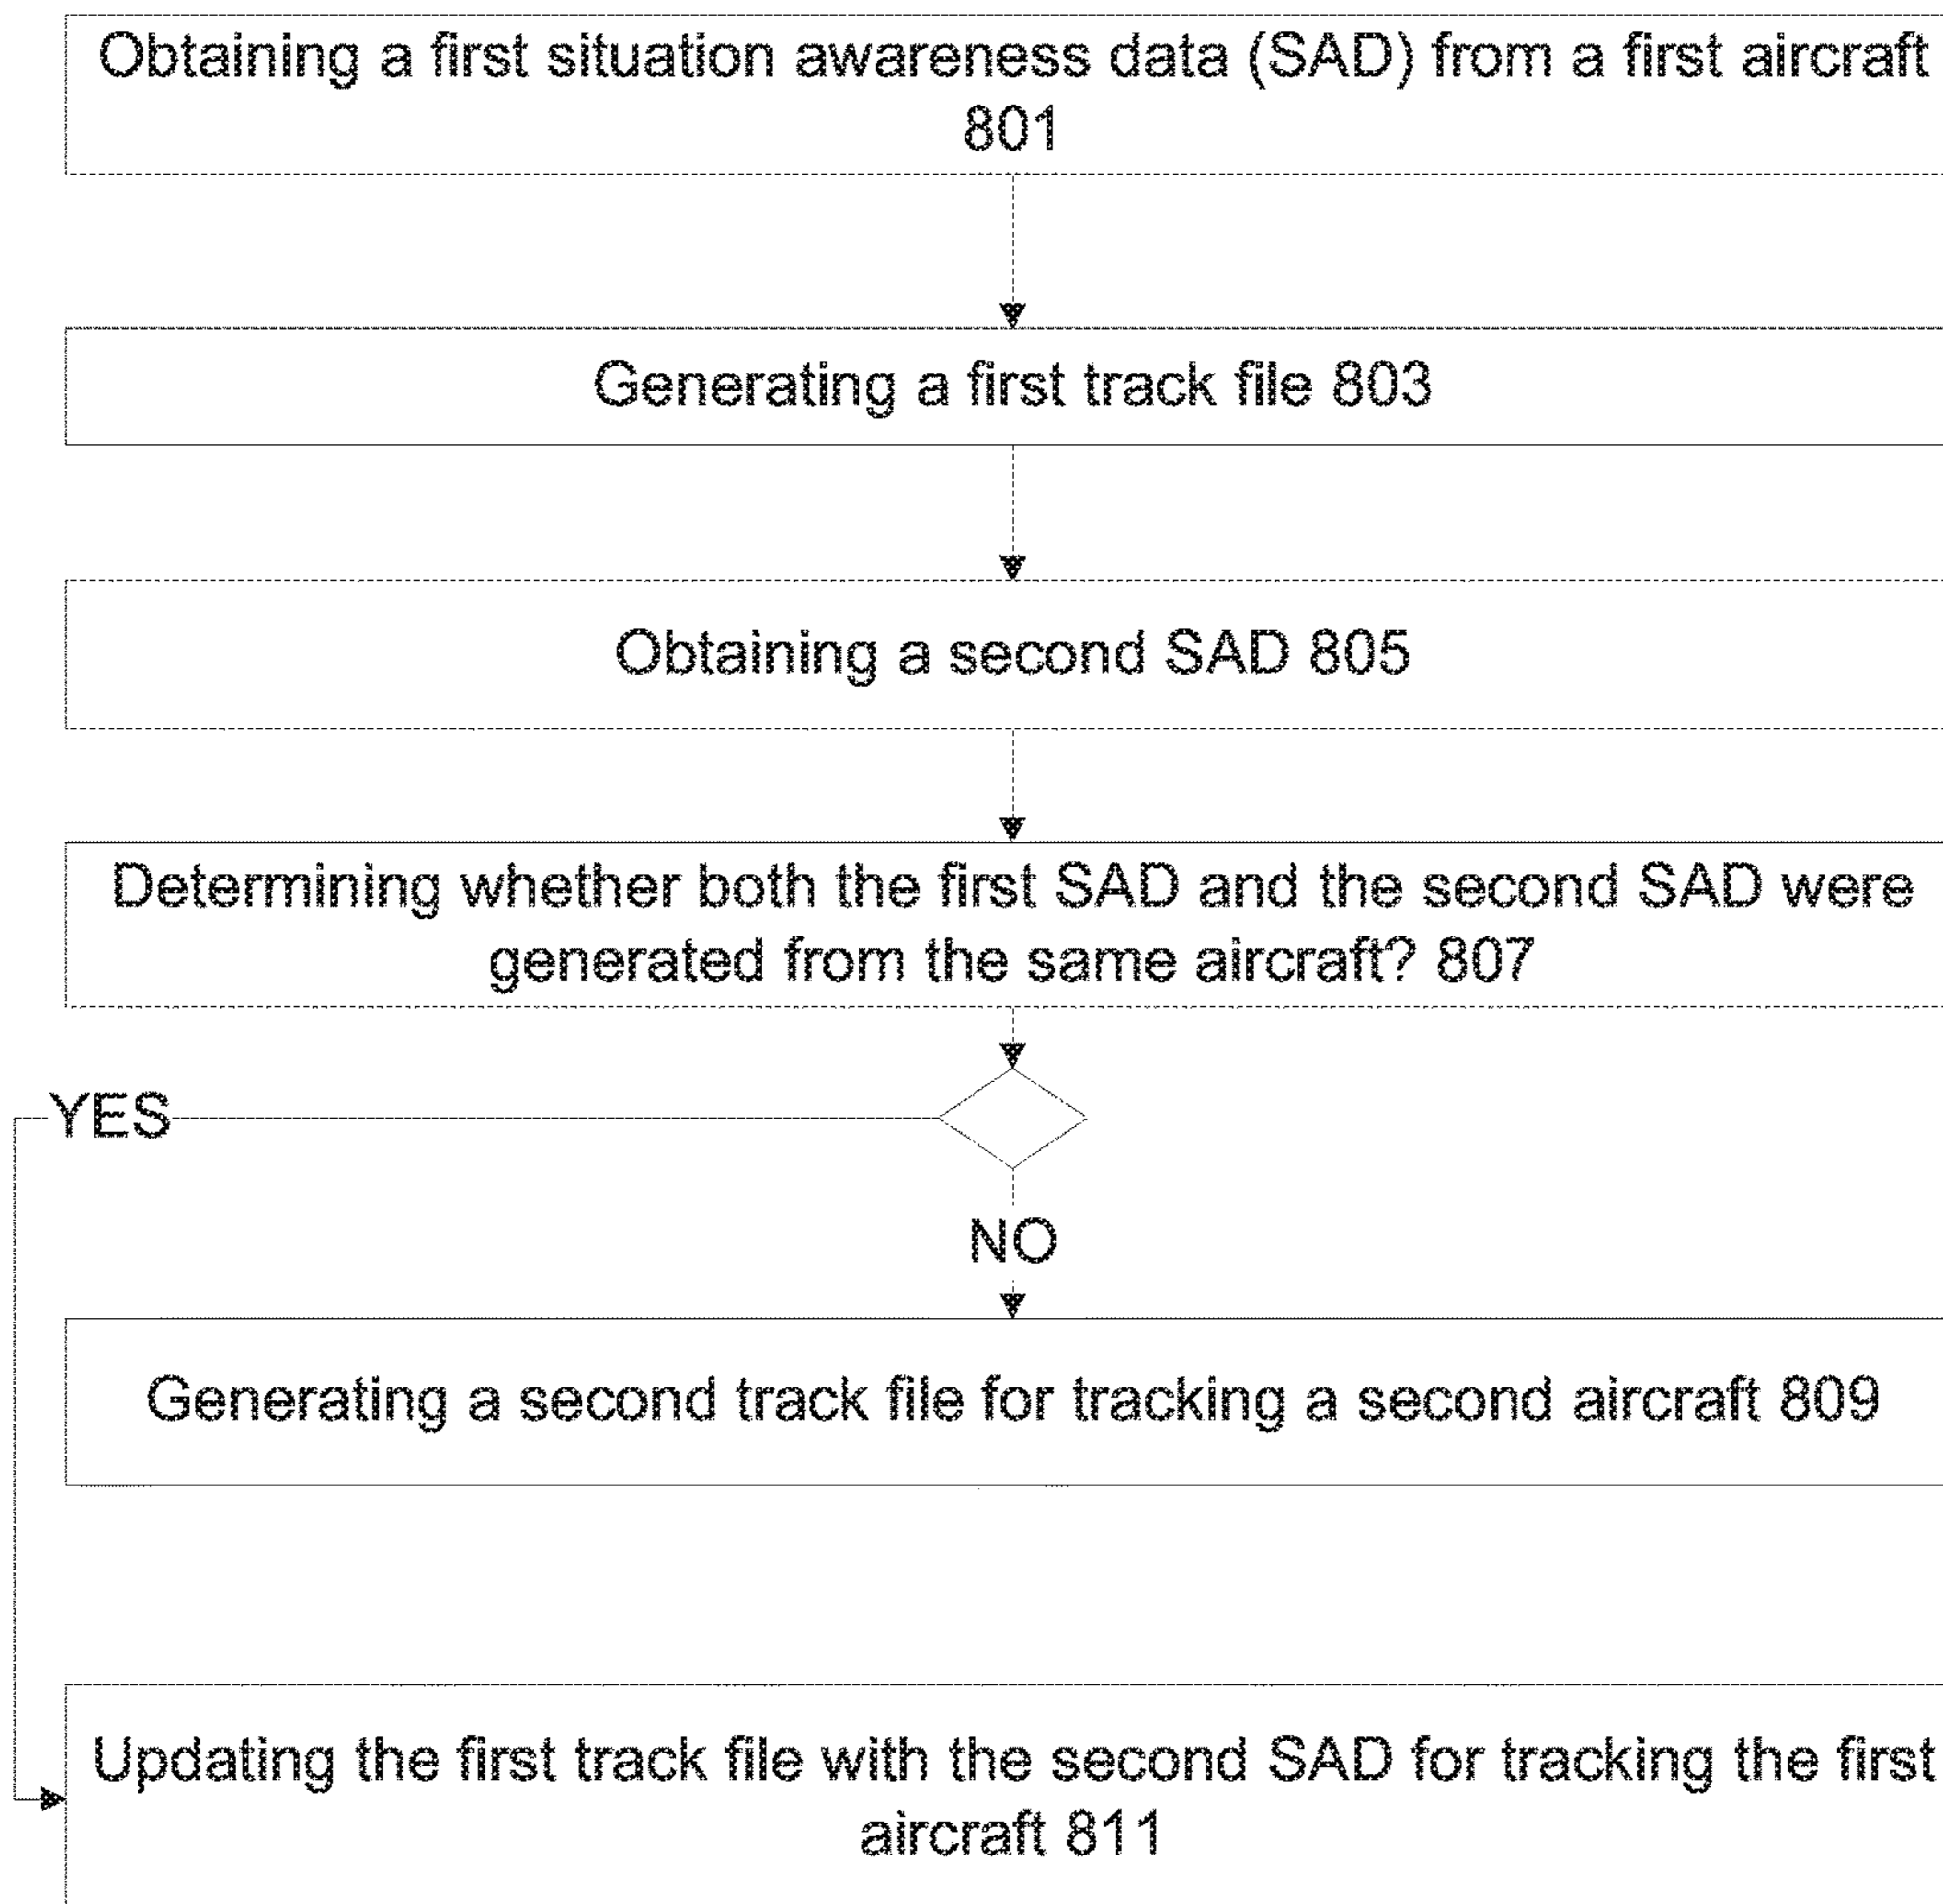 Obtaining a first situation awareness data (SAD) from a first aircraft
801
Generating a first track file 803
Obtaining a second SAD 805
Determining whether both the first SAD and the second SAD were
generated from the same aircraft? 807
YES
NO
Generating a second track file for tracking a second aircraft 809
Updating the first track file with the second SAD for tracking the first
aircraft 811